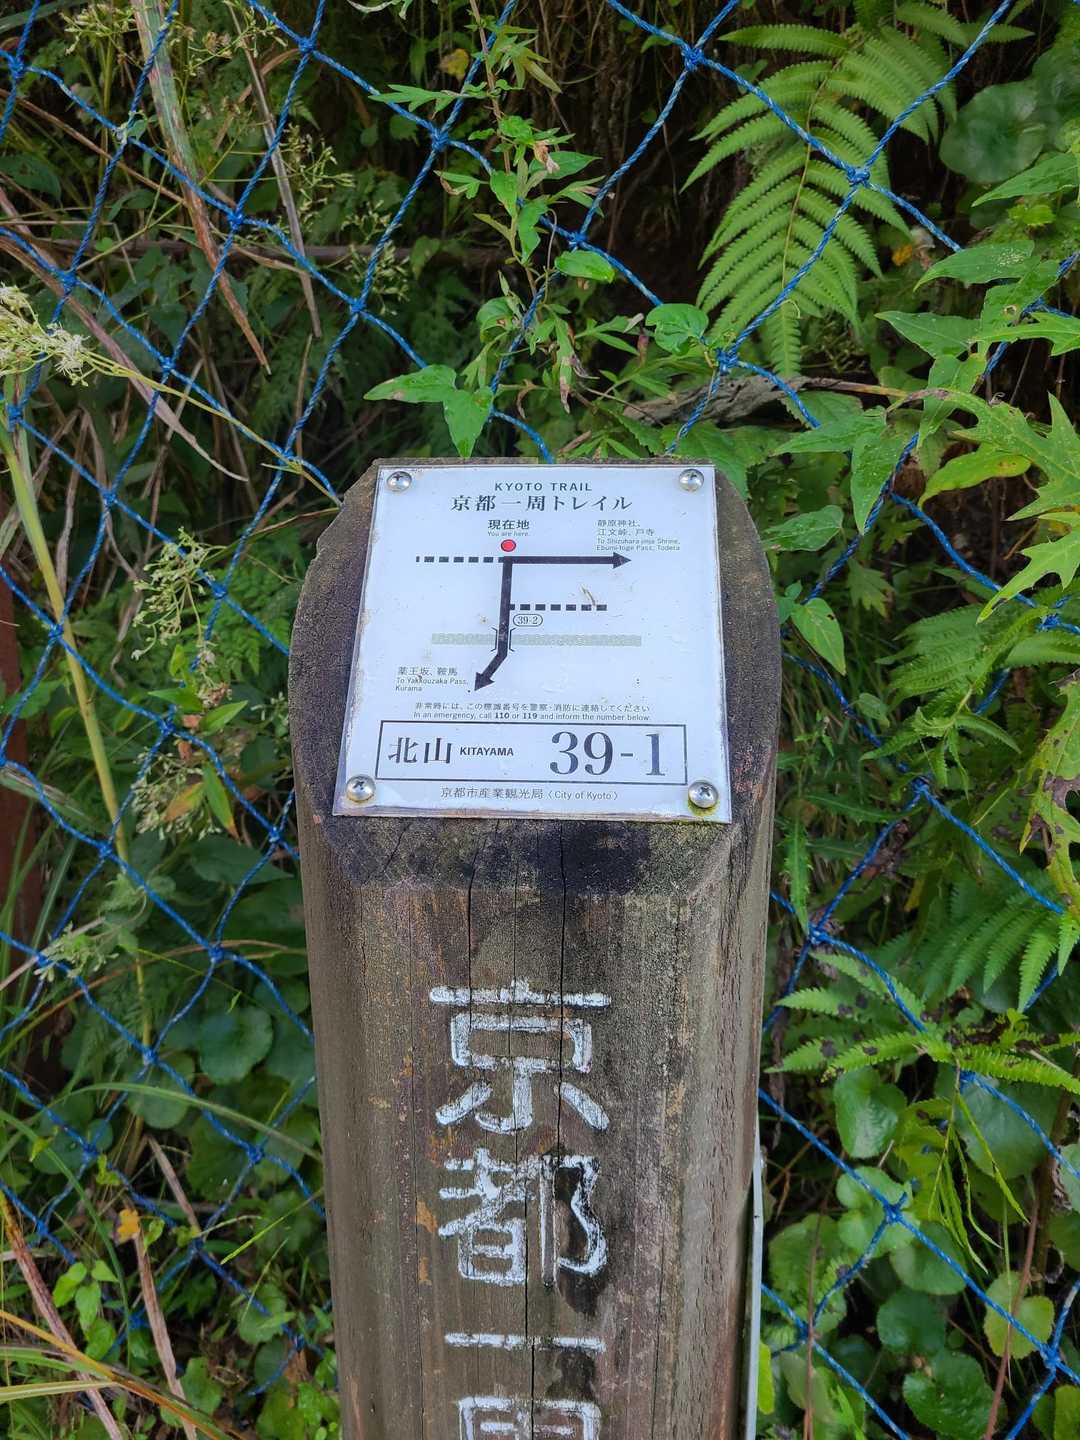 KYOTO TRAIL
京都一周トレイル
現在地
You are here.
静原神社、
江文峠、戸寺
To Shizuhara-jinja Shrine,
Ebumi-toge Pass, Todera
39-2
薬王坂、鞍馬
To Yakkouzaka Pass,
Kurama
非常時には、この標識番号を警察・消防に連絡してください
In an emergency, call 110 or 119 and inform the number below.
北山 KITAYAMA 39-1
京都市産業観光局〈City of Kyoto〉
京都一周